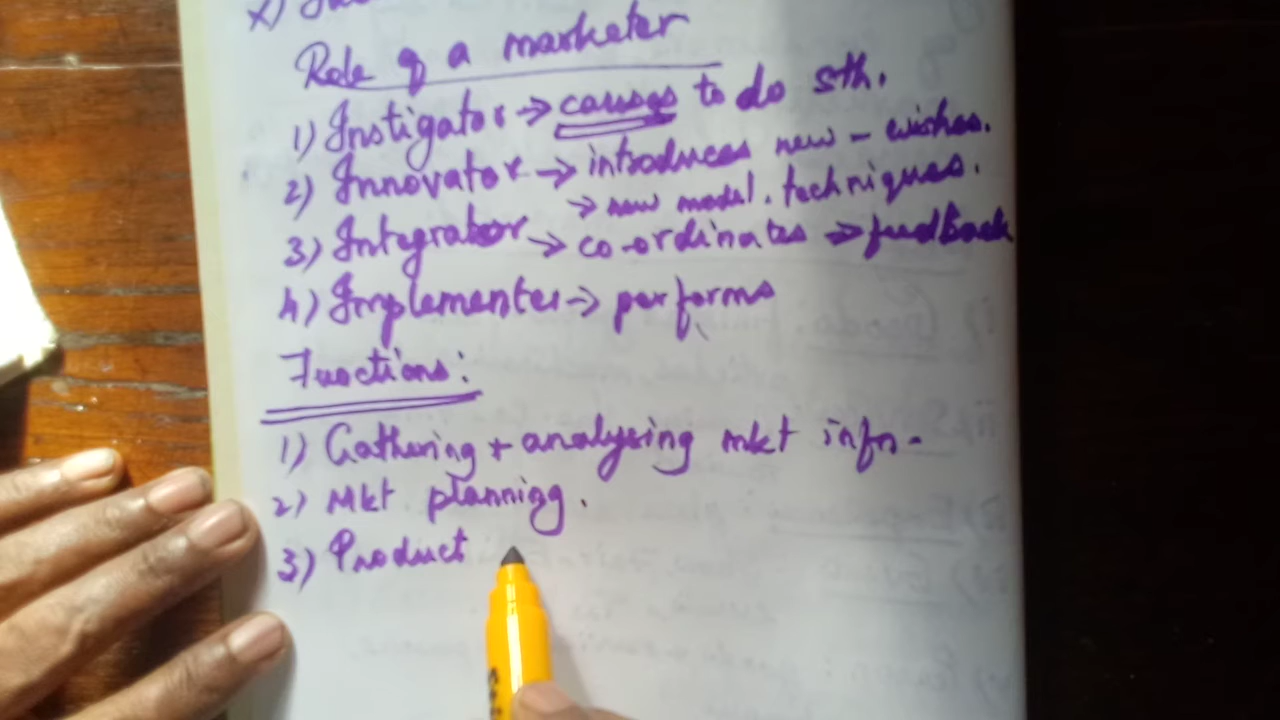 x)
Role of a marketer
1) Instigator → causes to do sth.
2) Innovator → introduces new - wishes.
→ new model. techniques.
3) Integrator → co-ordinates → feedback
4) Implementer → performs
Functions:
1) Gathering + analysing mkt infn.
2) Mkt planning.
3) Product